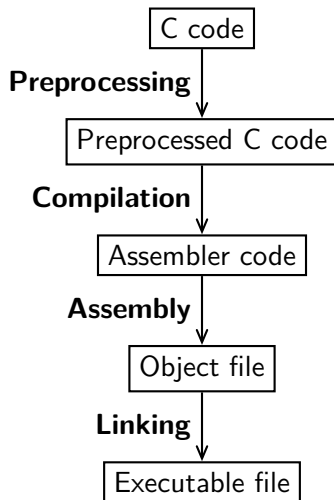 C code
Preprocessing
Preprocessed C code
Compilation
Assembler code
Assembly
Object file
Linking
Executable file